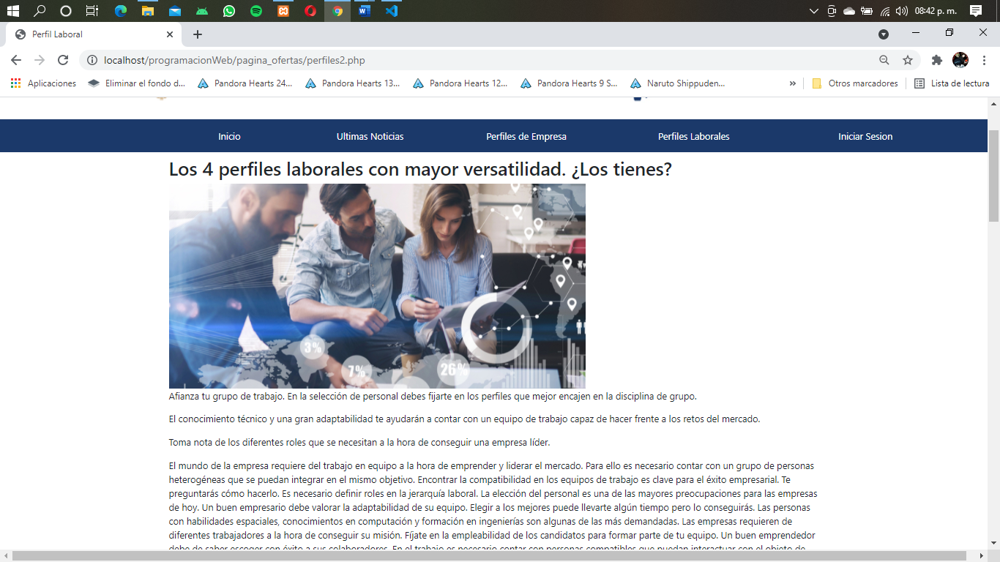 08:42 p. m.
Perfil Laboral
localhost/programacionWeb/pagina_ofertas/perfiles2.php
Aplicaciones
Eliminar el fondo d...
Pandora Hearts 24...
Pandora Hearts 13...
Pandora Hearts 12...
Pandora Hearts 9 S...
Naruto Shippuden...
»
Otros marcadores
Lista de lectura
Inicio
Ultimas Noticias
Perfiles de Empresa
Perfiles Laborales
Iniciar Sesion
Los 4 perfiles laborales con mayor versatilidad. ¿Los tienes?
3%
7%
26%
Afianza tu grupo de trabajo. En la selección de personal debes fijarte en los perfiles que mejor encajen en la disciplina de grupo.
El conocimiento técnico y una gran adaptabilidad te ayudarán a contar con un equipo de trabajo capaz de hacer frente a los retos del mercado.
Toma nota de los diferentes roles que se necesitan a la hora de conseguir una empresa líder.
El mundo de la empresa requiere del trabajo en equipo a la hora de emprender y liderar el mercado. Para ello es necesario contar con un grupo de personas
heterogéneas que se puedan integrar en el mismo objetivo. Encontrar la compatibilidad en los equipos de trabajo es clave para el éxito empresarial. Te
preguntarás cómo hacerlo. Es necesario definir roles en la jerarquía laboral. La elección del personal es una de las mayores preocupaciones para las empresas
de hoy. Un buen empresario debe valorar la adaptabilidad de su equipo. Elegir a los mejores puede llevarte algún tiempo pero lo conseguirás. Las personas
con habilidades espaciales, conocimientos en computación y formación en ingenierías son algunas de las más demandadas. Las empresas requieren de
diferentes trabajadores a la hora de conseguir su misión. Fíjate en la empleabilidad de los candidatos para formar parte de tu equipo. Un buen emprendedor
debe de saber escoger con éxito a sus colaboradores. En el trabajo es necesario contar con personas compatibles que puedan interactuar con el objeto de